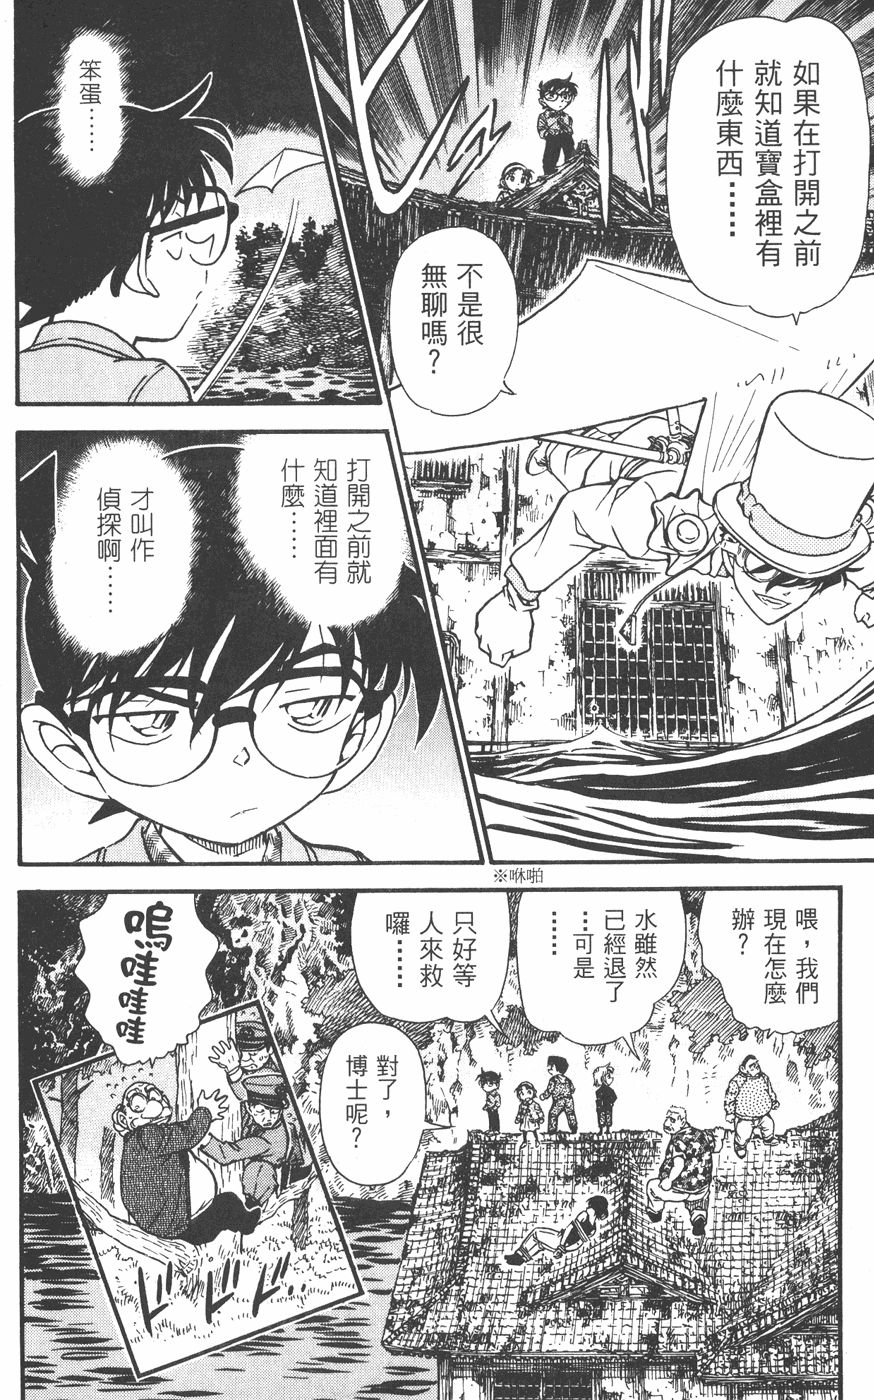 如果在打開之前
就知道寶盒裡有
什麼東西……
不是很
無聊嗎？
笨蛋……
打開之前就
知道裡面有
什麼……
才叫作
偵探啊……
※咻啪
喂，我們
現在怎麼
辦？
水雖然
已經退了
…可是
……
只好等
人來救
囉……
對了，
博士呢？
嗚哇哇哇
ドドド